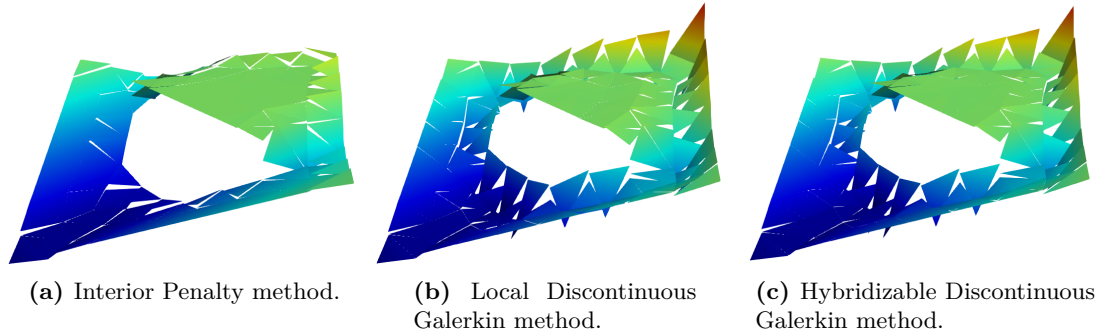 (a) Interior Penalty method.
(b) Local Discontinuous
Galerkin method.
(c) Hybridizable Discontinuous
Galerkin method.